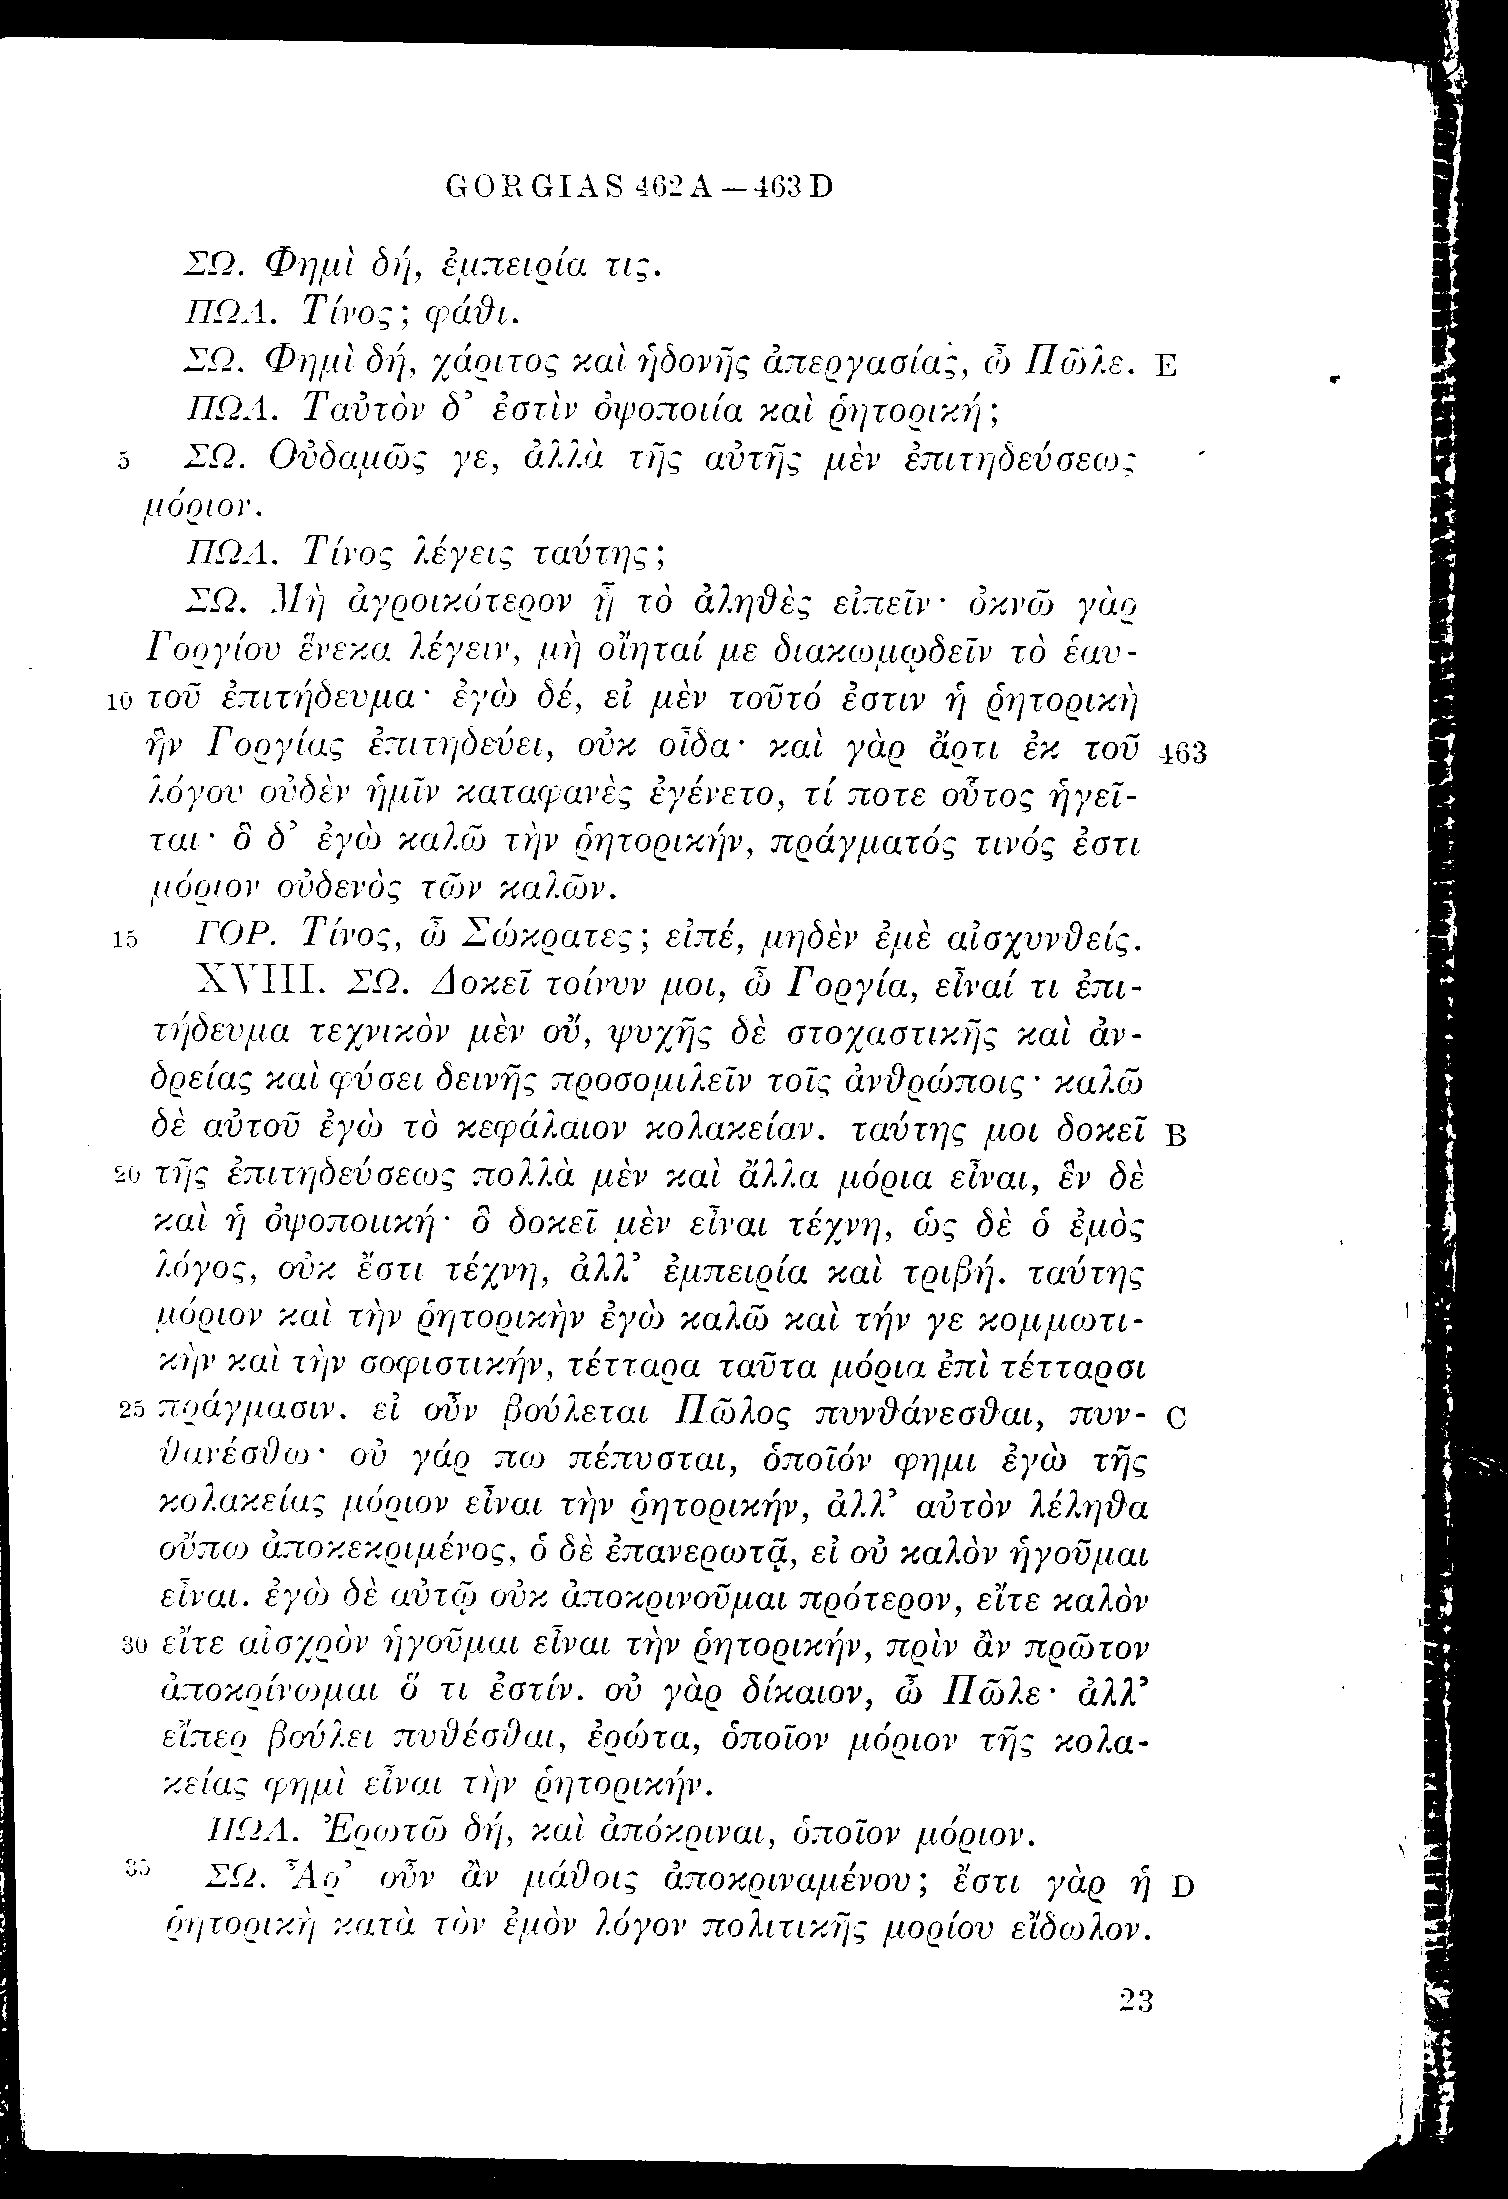 GORGIAS 462 A — 463 D
ΣΩ. Φημὶ δή, ἐμπειρία τις.
ΠΩΛ. Τίνος; φάθι.
ΣΩ. Φημὶ δή, χάριτος καὶ ἡδονῆς ἀπεργασίας, ὦ Πῶλε. E
ΠΩΛ. Ταὐτὸν δ’ ἐστὶν ὀψοποιία καὶ ῥητορική;
5 ΣΩ. Οὐδαμῶς γε, ἀλλὰ τῆς αὐτῆς μὲν ἐπιτηδεύσεως
μόριον.
ΠΩΛ. Τίνος λέγεις ταύτης;
ΣΩ. Μὴ ἀγροικότερον ᾖ τὸ ἀληθὲς εἰπεῖν· ὀκνῶ γὰρ
Γοργίου ἕνεκα λέγειν, μὴ οἴηταί με διακωμῳδεῖν τὸ ἑαυ-
10 τοῦ ἐπιτήδευμα· ἐγὼ δέ, εἰ μὲν τοῦτό ἐστιν ἡ ῥητορικὴ
ἣν Γοργίας ἐπιτηδεύει, οὐκ οἶδα· καὶ γὰρ ἄρτι ἐκ τοῦ 463
λόγου οὐδὲν ἡμῖν καταφανὲς ἐγένετο, τί ποτε οὗτος ἡγεῖ-
ται· ὃ δ’ ἐγὼ καλῶ τὴν ῥητορικήν, πράγματός τινός ἐστι
μόριον οὐδενὸς τῶν καλῶν.
15 ΓΟΡ. Τίνος, ὦ Σώκρατες; εἰπέ, μηδὲν ἐμὲ αἰσχυνθείς.
XVIII. ΣΩ. Δοκεῖ τοίνυν μοι, ὦ Γοργία, εἶναί τι ἐπι-
τήδευμα τεχνικὸν μὲν οὔ, ψυχῆς δὲ στοχαστικῆς καὶ ἀν-
δρείας καὶ φύσει δεινῆς προσομιλεῖν τοῖς ἀνθρώποις· καλῶ
δὲ αὐτοῦ ἐγὼ τὸ κεφάλαιον κολακείαν. ταύτης μοι δοκεῖ B
20 τῆς ἐπιτηδεύσεως πολλὰ μὲν καὶ ἄλλα μόρια εἶναι, ἓν δὲ
καὶ ἡ ὀψοποιική· ὃ δοκεῖ μὲν εἶναι τέχνη, ὡς δὲ ὁ ἐμὸς
λόγος, οὐκ ἔστι τέχνη, ἀλλ’ ἐμπειρία καὶ τριβή. ταύτης
μόριον καὶ τὴν ῥητορικὴν ἐγὼ καλῶ καὶ τήν γε κομμωτι-
κὴν καὶ τὴν σοφιστικήν, τέτταρα ταῦτα μόρια ἐπὶ τέτταρσι
25 πράγμασιν. εἰ οὖν βούλεται Πῶλος πυνθάνεσθαι, πυν- C
θανέσθω· οὐ γάρ πω πέπυσται, ὁποῖόν φημι ἐγὼ τῆς
κολακείας μόριον εἶναι τὴν ῥητορικήν, ἀλλ’ αὐτὸν λέληθα
οὔπω ἀποκεκριμένος, ὁ δὲ ἐπανερωτᾷ, εἰ οὐ καλὸν ἡγοῦμαι
εἶναι. ἐγὼ δὲ αὐτῷ οὐκ ἀποκρινοῦμαι πρότερον, εἴτε καλὸν
30 εἴτε αἰσχρὸν ἡγοῦμαι εἶναι τὴν ῥητορικήν, πρὶν ἂν πρῶτον
ἀποκρίνωμαι ὅ τι ἐστίν. οὐ γὰρ δίκαιον, ὦ Πῶλε· ἀλλ’
εἴπερ βούλει πυθέσθαι, ἐρώτα, ὁποῖον μόριον τῆς κολα-
κείας φημὶ εἶναι τὴν ῥητορικήν.
ΠΩΛ. Ἐρωτῶ δή, καὶ ἀπόκριναι, ὁποῖον μόριον.
35 ΣΩ. Ἆρ’ οὖν ἂν μάθοις ἀποκριναμένου; ἔστι γὰρ ἡ D
ῥητορικὴ κατὰ τὸν ἐμὸν λόγον πολιτικῆς μορίου εἴδωλον.
23